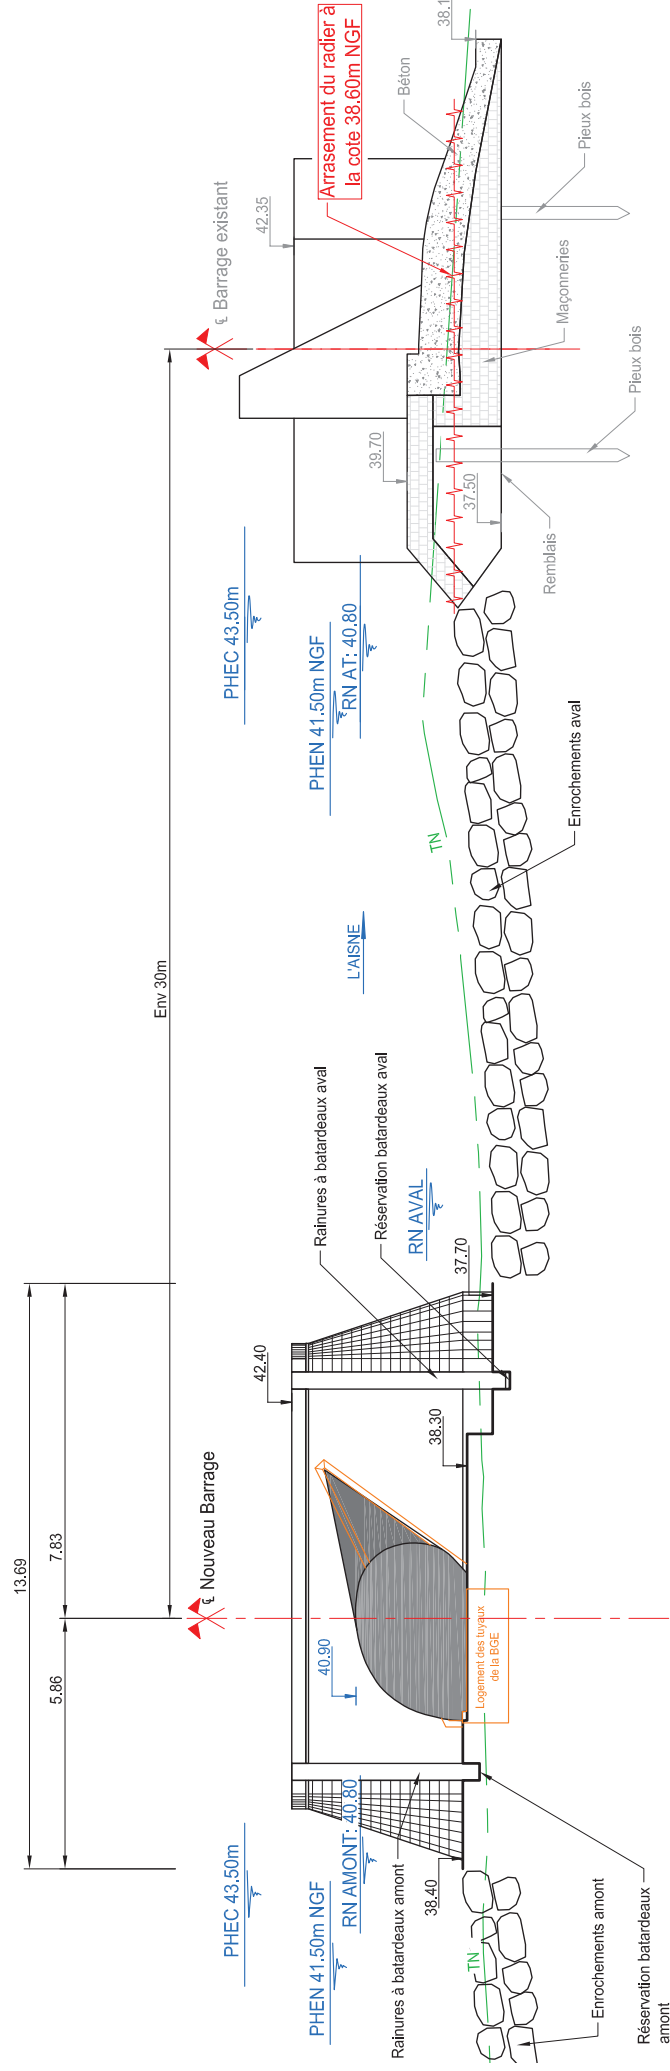 13.69
5.86
7.83
Env 30m
℄ Nouveau Barrage
℄ Barrage existant
PHEC 43.50m
PHEN 41.50m NGF
RN AMONT: 40.80
40.90
42.40
38.40
38.30
37.70
Logement des tuyaux
de la BGE
Rainures à batardeaux amont
Rainures à batardeaux aval
Réservation batardeaux aval
RN AVAL
L'AISNE
TN
TN
Enrochements amont
Réservation batardeaux
amont
Enrochements aval
PHEC 43.50m
PHEN 41.50m NGF
RN AT: 40.80
42.35
39.70
37.50
Arrasement du radier à
la cote 38.60m NGF
Béton
Maçonneries
Pieux bois
Pieux bois
Remblais